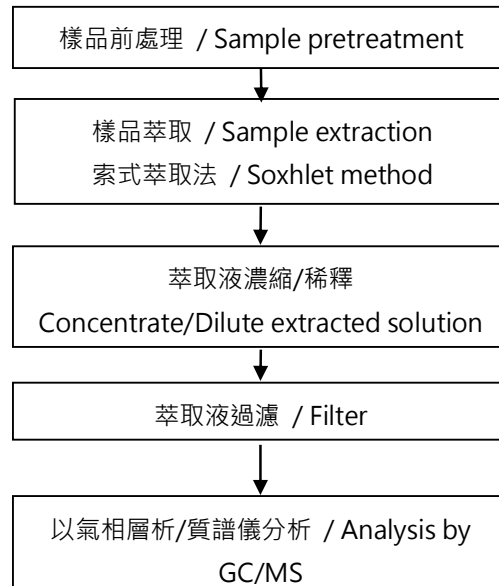 樣品前處理 / Sample pretreatment
樣品萃取 / Sample extraction
索式萃取法 / Soxhlet method
萃取液濃縮/稀釋
Concentrate/Dilute extracted solution
萃取液過濾 / Filter
以氣相層析/質譜儀分析 / Analysis by
GC/MS